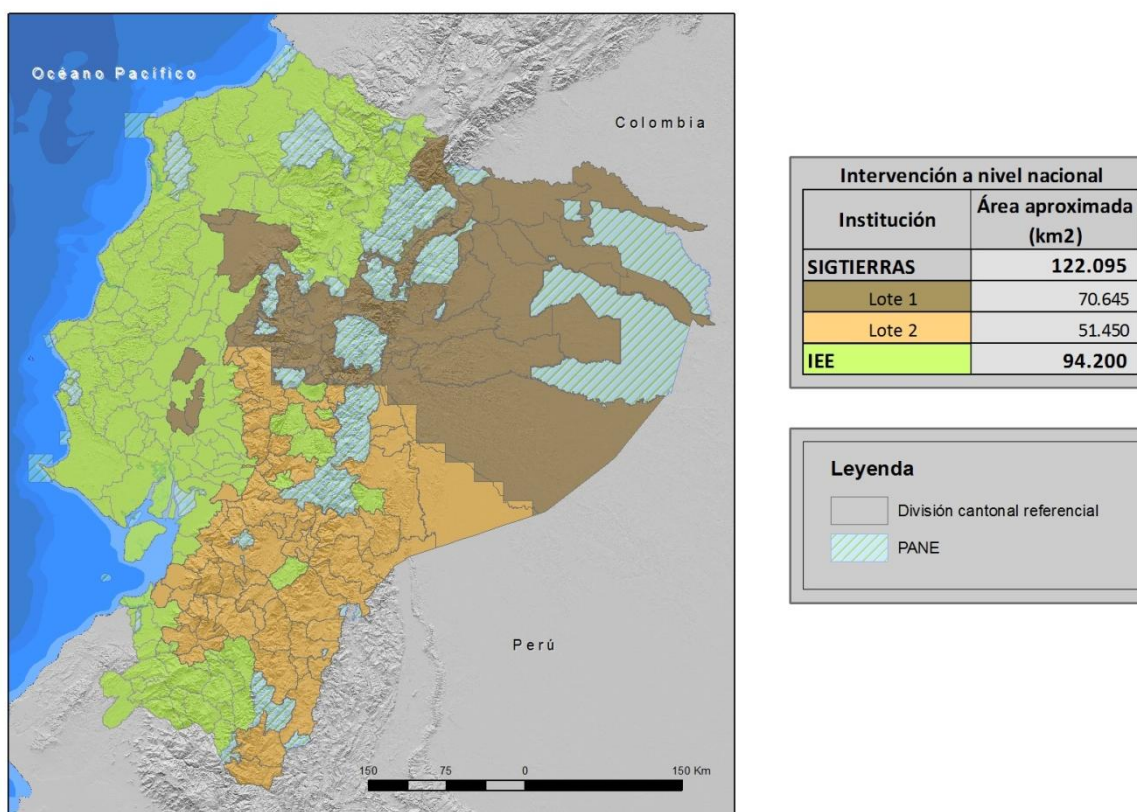 Océano Pacífico
Colombia
Perú
150 75 0 150 Km
Intervención a nivel nacional
Institución Área aproximada
(km2)
SIGTIERRAS 122.095
Lote 1 70.645
Lote 2 51.450
IEE 94.200
Leyenda
División cantonal referencial
PANE